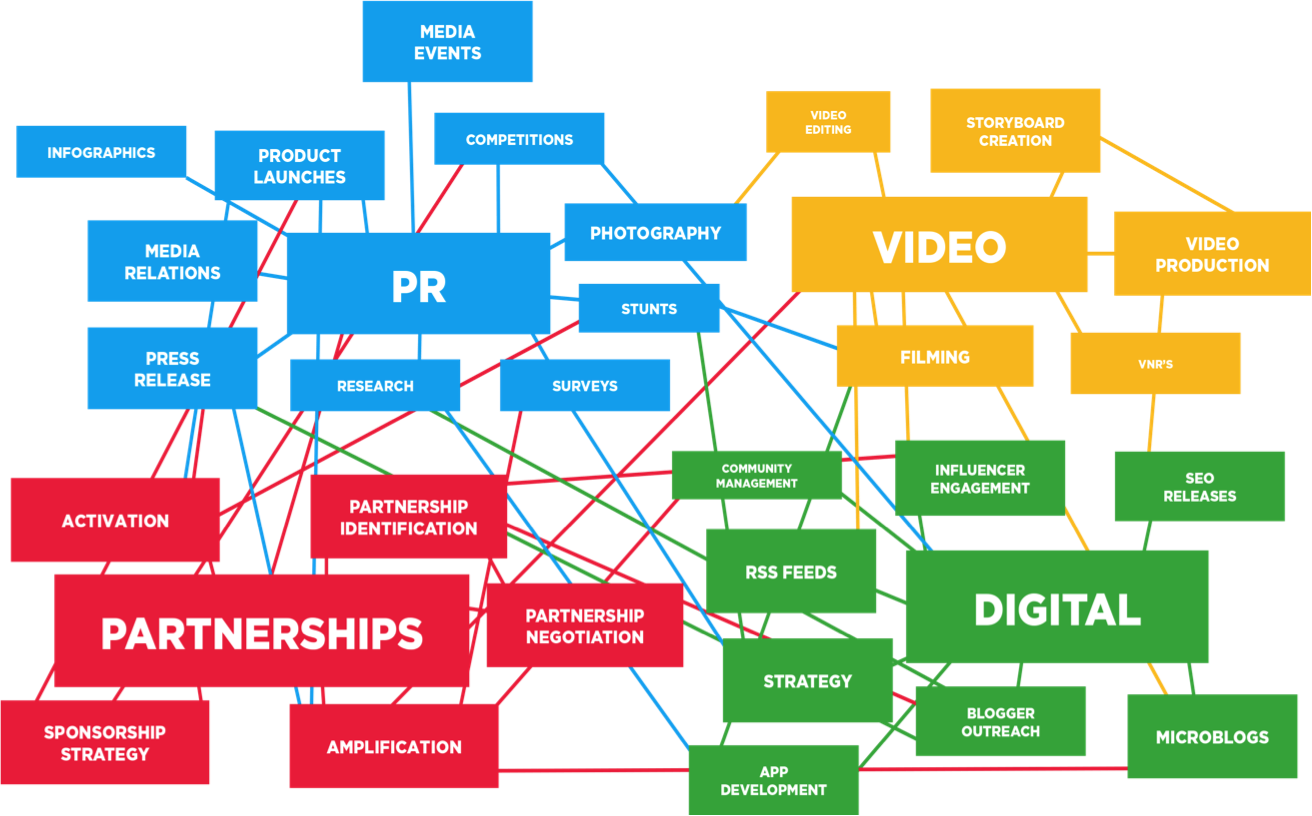 MEDIA
EVENTS
VIDEO
EDITING
STORYBOARD
CREATION
COMPETITIONS
INFOGRAPHICS
PRODUCT
LAUNCHES
PHOTOGRAPHY
VIDEO
VIDEO
PRODUCTION
MEDIA
RELATIONS
PR
STUNTS
FILMING
VNR'S
PRESS
RELEASE
RESEARCH
SURVEYS
COMMUNITY
MANAGEMENT
INFLUENCER
ENGAGEMENT
SEO
RELEASES
ACTIVATION
PARTNERSHIP
IDENTIFICATION
RSS FEEDS
DIGITAL
PARTNERSHIPS
PARTNERSHIP
NEGOTIATION
STRATEGY
BLOGGER
OUTREACH
MICROBLOGS
SPONSORSHIP
STRATEGY
AMPLIFICATION
APP
DEVELOPMENT